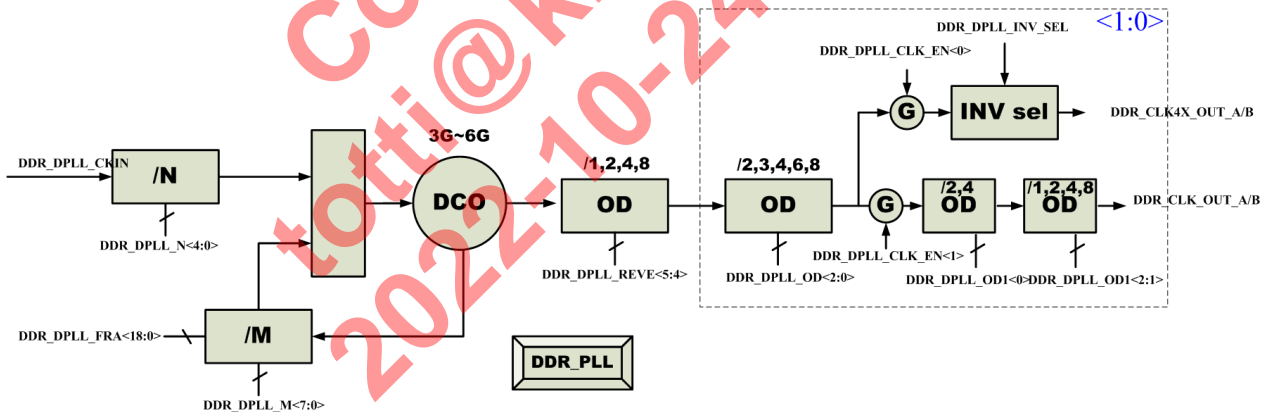 <1:0>
DDR_DPLL_INV_SEL
DDR_DPLL_CLK_EN<0>
G
INV sel
DDR_CLK4X_OUT_A/B
3G~6G
DDR_DPLL_CKIN
/N
DCO
/1,2,4,8
OD
/2,3,4,6,8
OD
G
/2,4
OD
/1,2,4,8
OD
DDR_CLK_OUT_A/B
DDR_DPLL_N<4:0>
DDR_DPLL_CLK_EN<1>
DDR_DPLL_REVE<5:4>
DDR_DPLL_OD<2:0>
DDR_DPLL_OD1<0>
DDR_DPLL_OD1<2:1>
DDR_DPLL_FRA<18:0>
/M
DDR_PLL
DDR_DPLL_M<7:0>
totti@k
2022-10-24